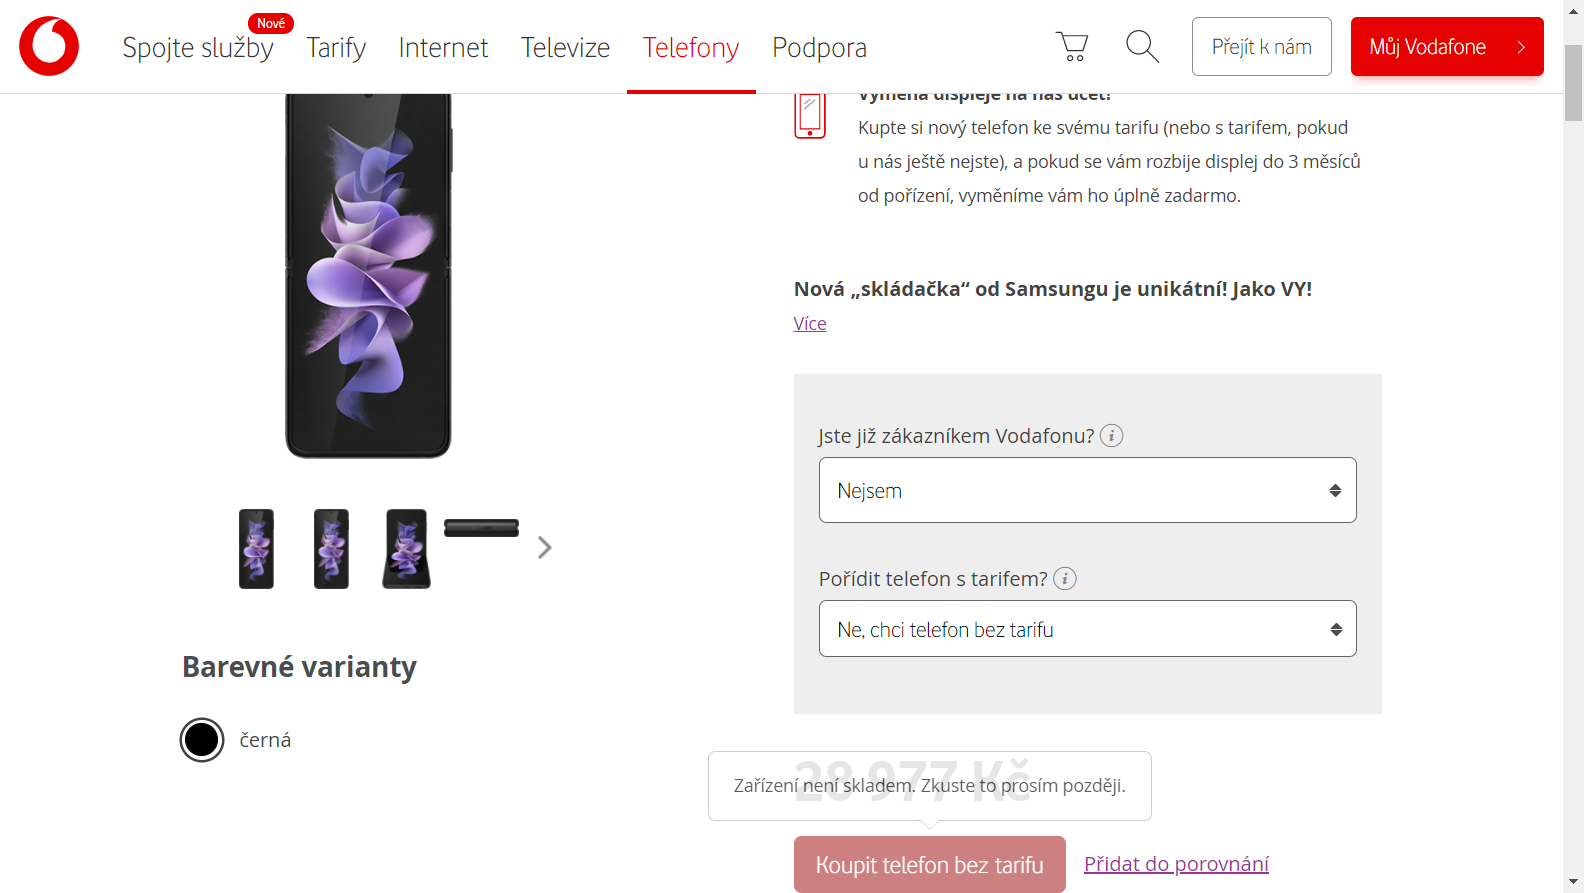 Spojte služby
Nové
Tarify
Internet
Televize
Telefony
Podpora
Přejít k nám
Můj Vodafone
Výměna displeje na náš účet!
Kupte si nový telefon ke svému tarifu (nebo s tarifem, pokud
u nás ještě nejste), a pokud se vám rozbije displej do 3 měsíců
od pořízení, vyměníme vám ho úplně zadarmo.
Nová „skládačka“ od Samsungu je unikátní! Jako VY!
Více
Jste již zákazníkem Vodafonu?
Nejsem
Pořídit telefon s tarifem?
Ne, chci telefon bez tarifu
Barevné varianty
černá
28 977 Kč
Zařízení není skladem. Zkuste to prosím později.
Koupit telefon bez tarifu
Přidat do porovnání